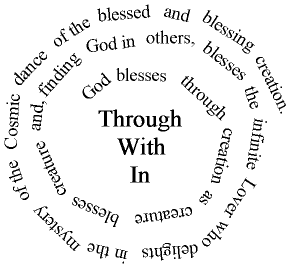 God blesses through creation as creature blesses creature and, finding God in others, blesses the infinite Lover who delights in the mystery of the Cosmic dance of the blessed and blessing creation.
Through
With
In